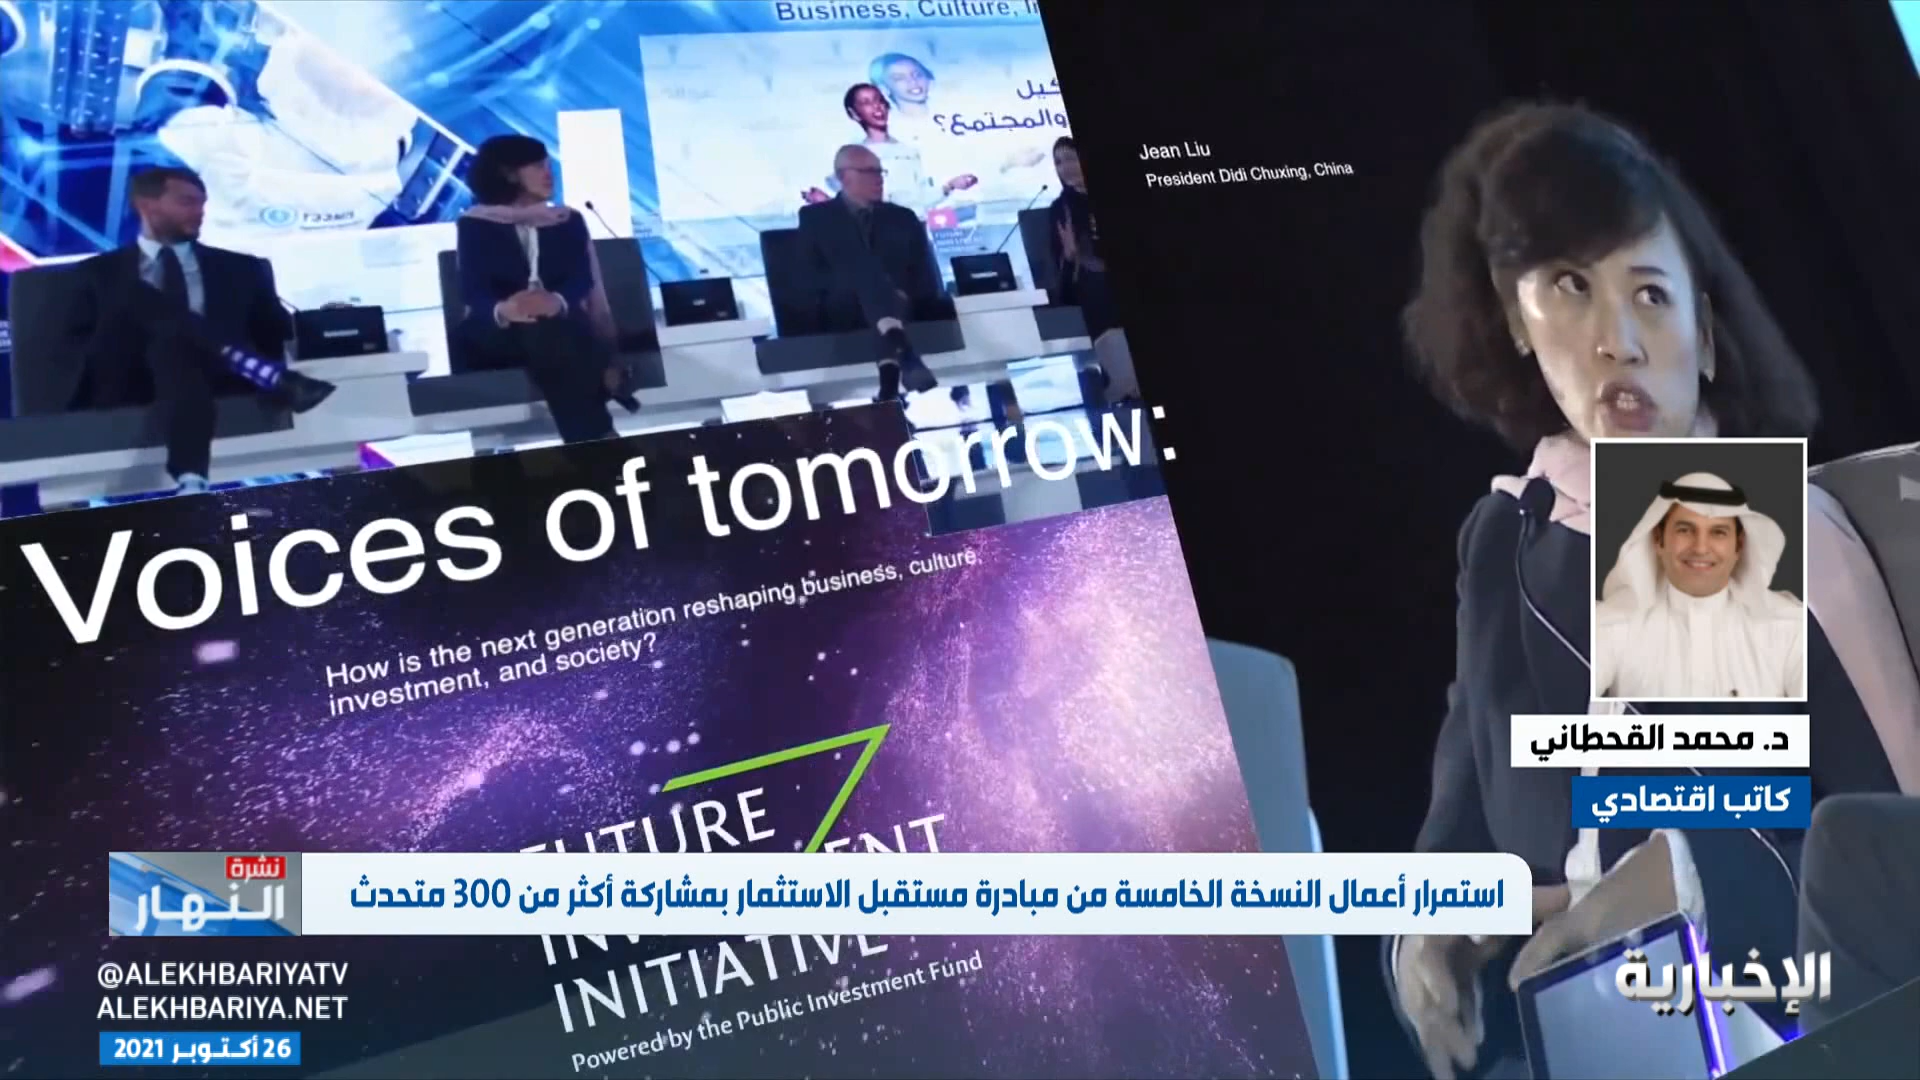 Business, Culture,
كيل
والمجتمع؟
Jean Liu
President Didi Chuxing, China
Voices of tomorrow:
How is the next generation reshaping business, culture,
investment, and society?
FUTURE
INITIATIVE
Powered by the Public Investment Fund
د. محمد القحطاني
كاتب اقتصادي
نشرة
النهار
استمرار أعمال النسخة الخامسة من مبادرة مستقبل الاستثمار بمشاركة أكثر من 300 متحدث
@ALEKHBARIYATV
ALEKHBARIYA.NET
26 أكتوبر 2021
الإخبارية